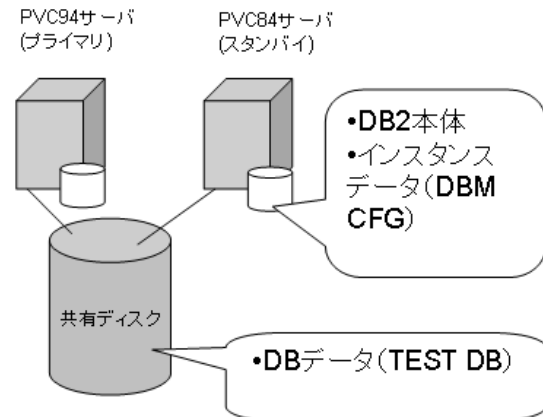 PVC94サーバ
(プライマリ)
PVC84サーバ
(スタンバイ)
•DB2本体
•インスタンス
データ(DBM
CFG)
共有ディスク
•DBデータ(TEST DB)